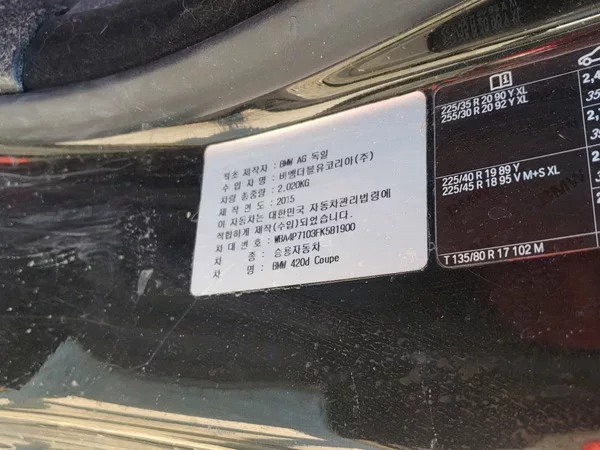 최초 제작자 : BMW AG 독일
수 입 자 명 : 비엠더블유코리아(주)
차량 총중량 : 2,020KG
제 작 연 도 : 2015
이 자동차는 대한민국 자동차관리법령에
적합하게 제작(수입)되었습니다.
차 대 번 호 : WBA4P7103FK581900
차 종 : 승용자동차
차 명 : BMW 420d Coupe
225/35 R 20 90 Y XL
255/30 R 20 92 Y XL
225/40 R 19 89 Y
225/45 R 18 95 V M+S XL
T 135/80 R 17 102 M